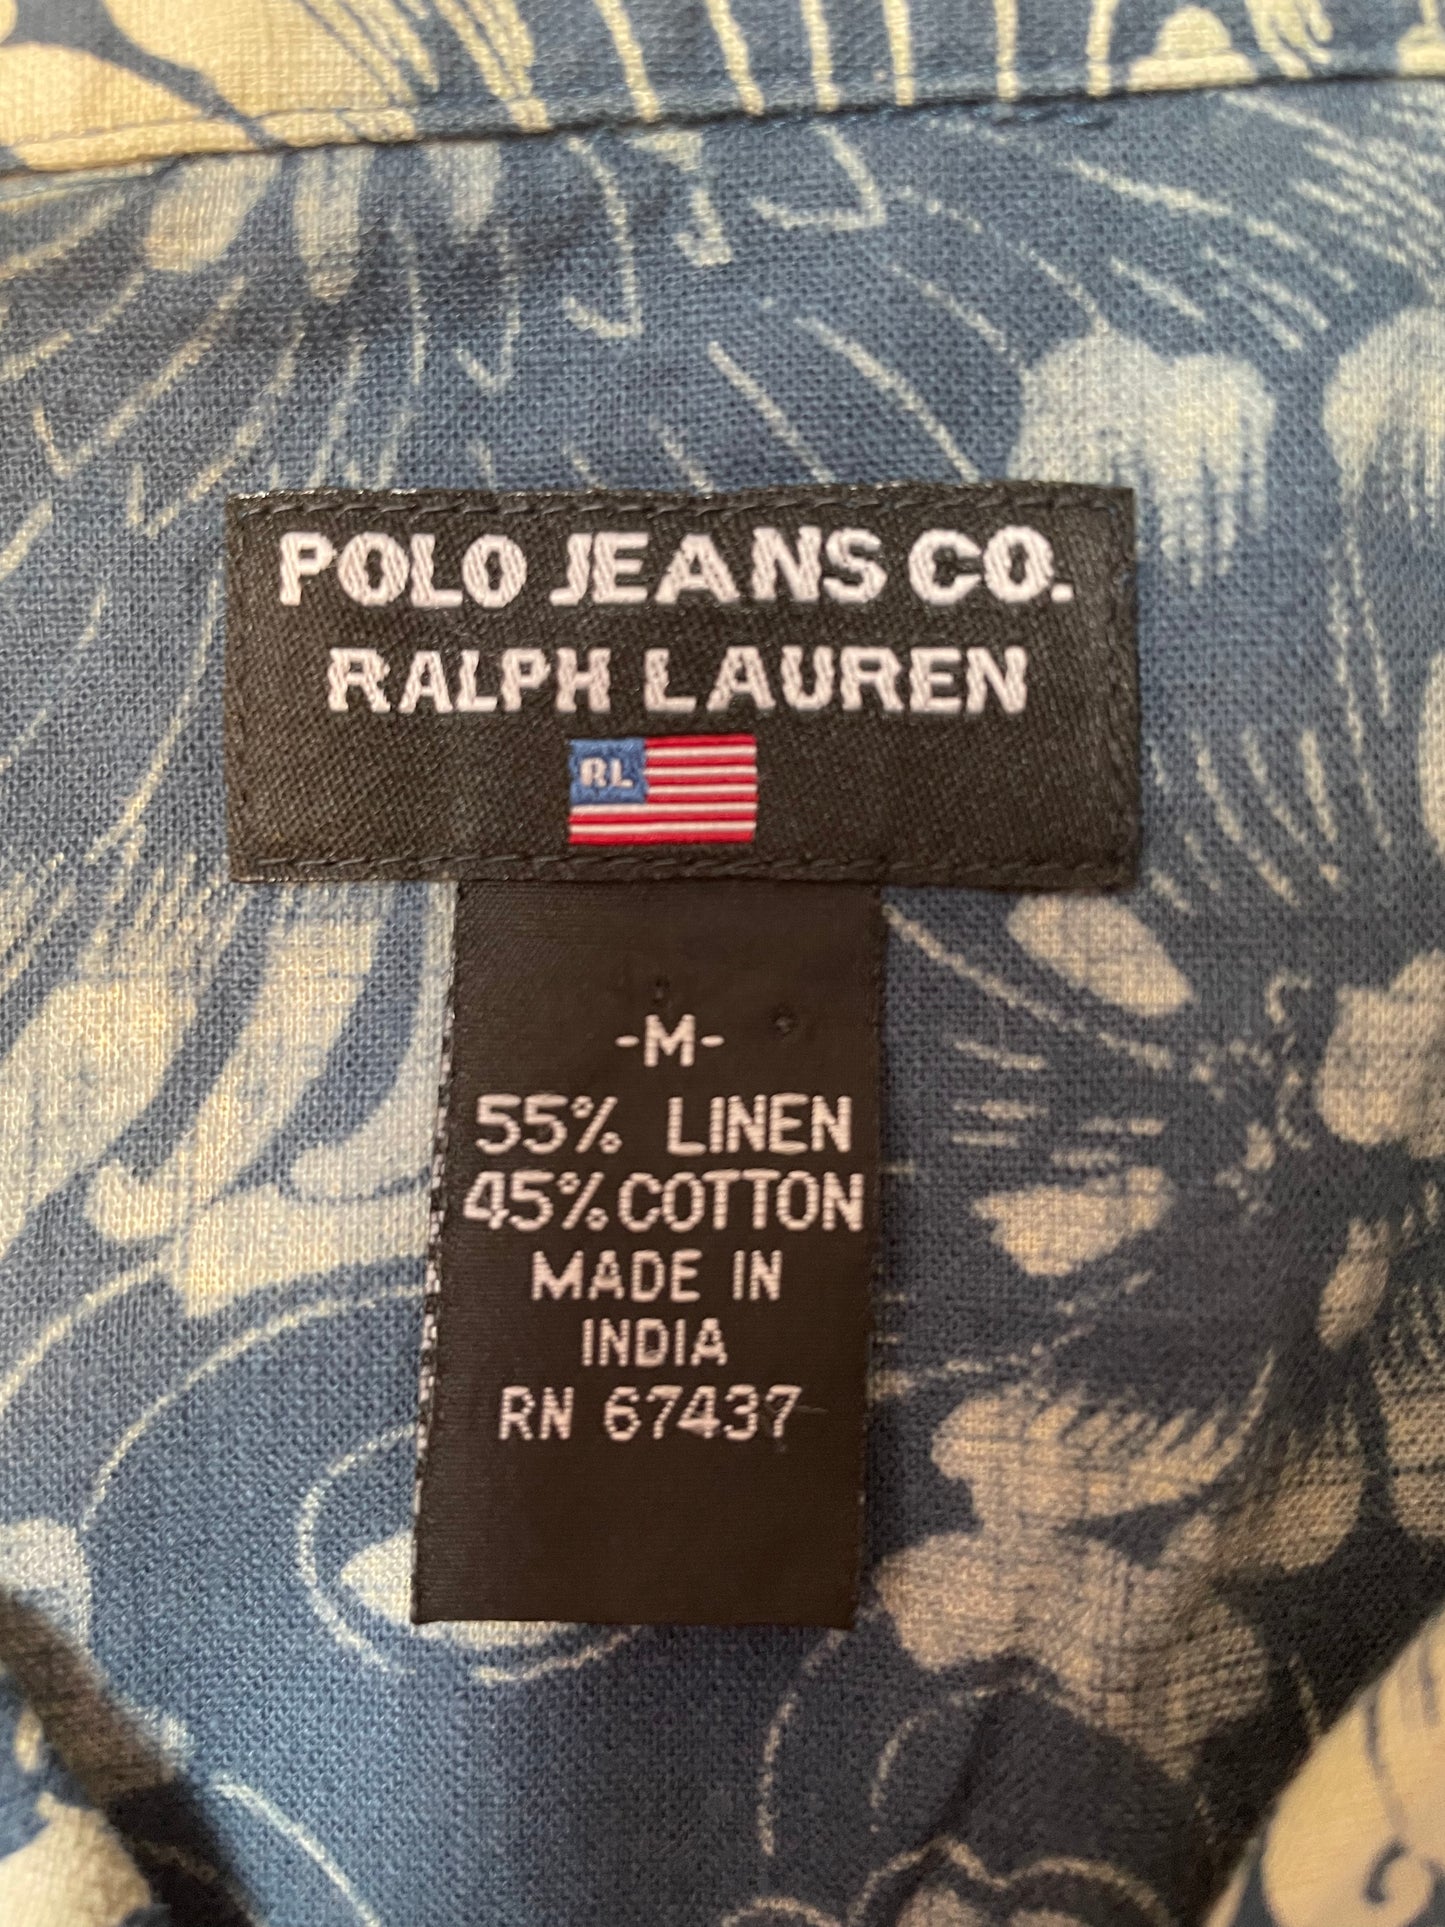 POLO JEANS CO.
RALPH LAUREN
RL
-M-
55% LINEN
45% COTTON
MADE IN
INDIA
RN 67437